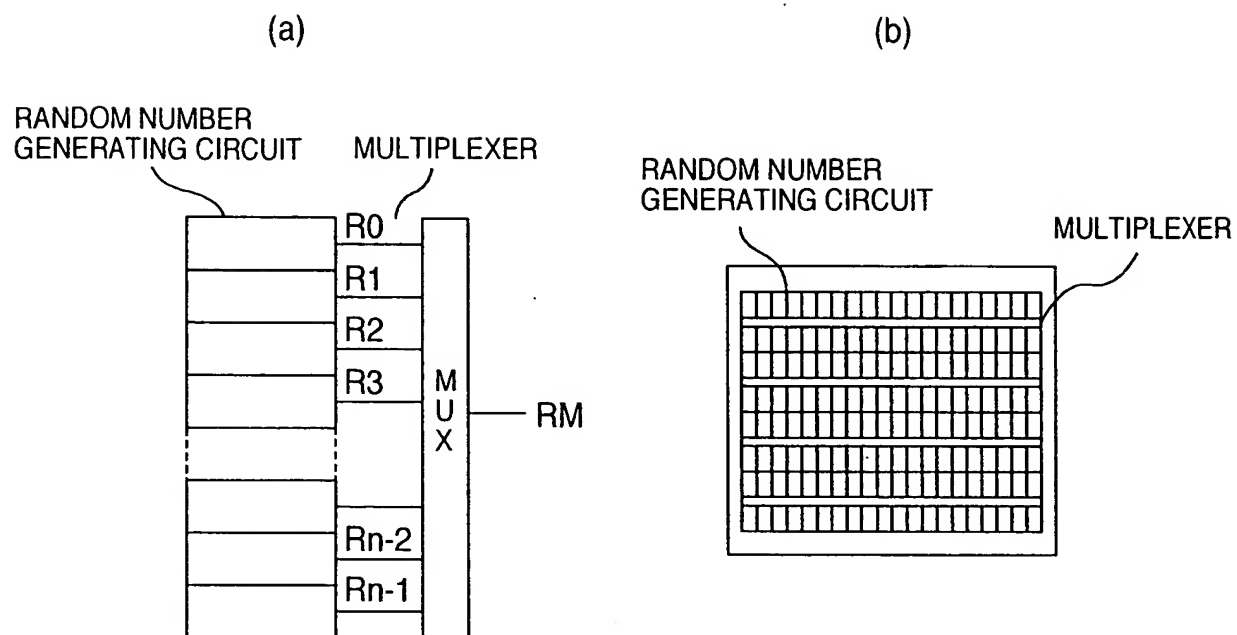 (a)
RANDOM NUMBER
GENERATING CIRCUIT
MULTIPLEXER
R0
R1
R2
R3
Rn-2
Rn-1
MUX
RM
(b)
RANDOM NUMBER
GENERATING CIRCUIT
MULTIPLEXER